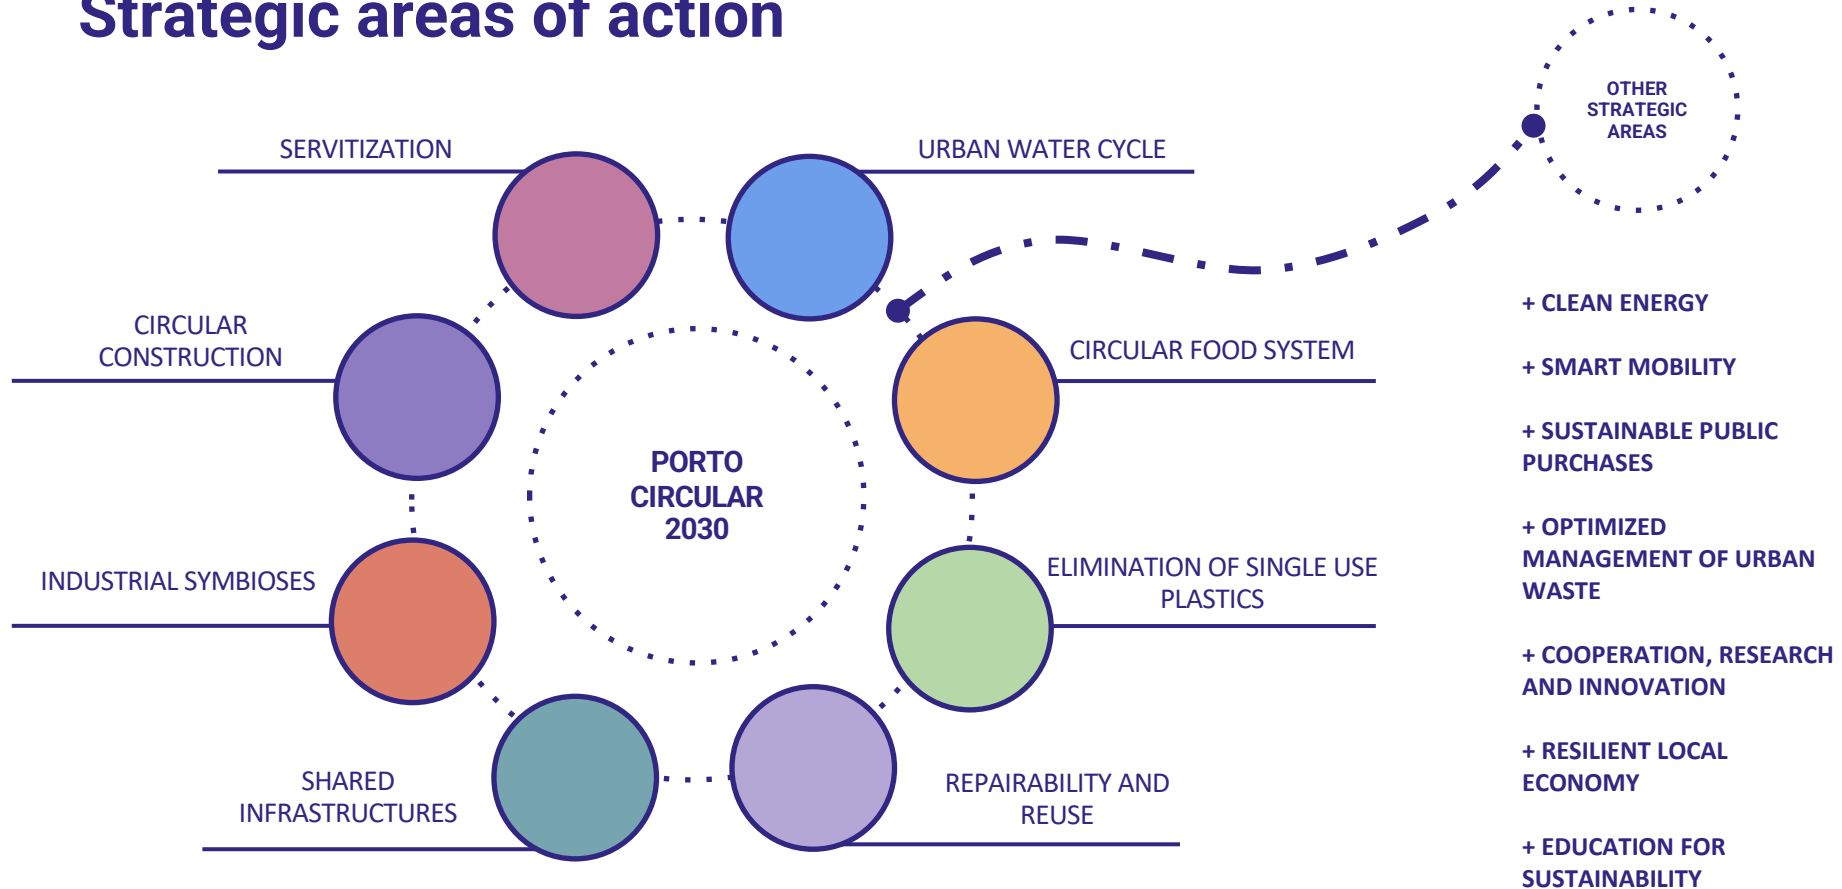 Strategic areas of action
OTHER
STRATEGIC
AREAS
SERVITIZATION
URBAN WATER CYCLE
CIRCULAR
CONSTRUCTION
CIRCULAR FOOD SYSTEM
PORTO
CIRCULAR
2030
INDUSTRIAL SYMBIOSES
ELIMINATION OF SINGLE USE
PLASTICS
SHARED
INFRASTRUCTURES
REPAIRABILITY AND
REUSE
+ CLEAN ENERGY
+ SMART MOBILITY
+ SUSTAINABLE PUBLIC
PURCHASES
+ OPTIMIZED
MANAGEMENT OF URBAN
WASTE
+ COOPERATION, RESEARCH
AND INNOVATION
+ RESILIENT LOCAL
ECONOMY
+ EDUCATION FOR
SUSTAINABILITY